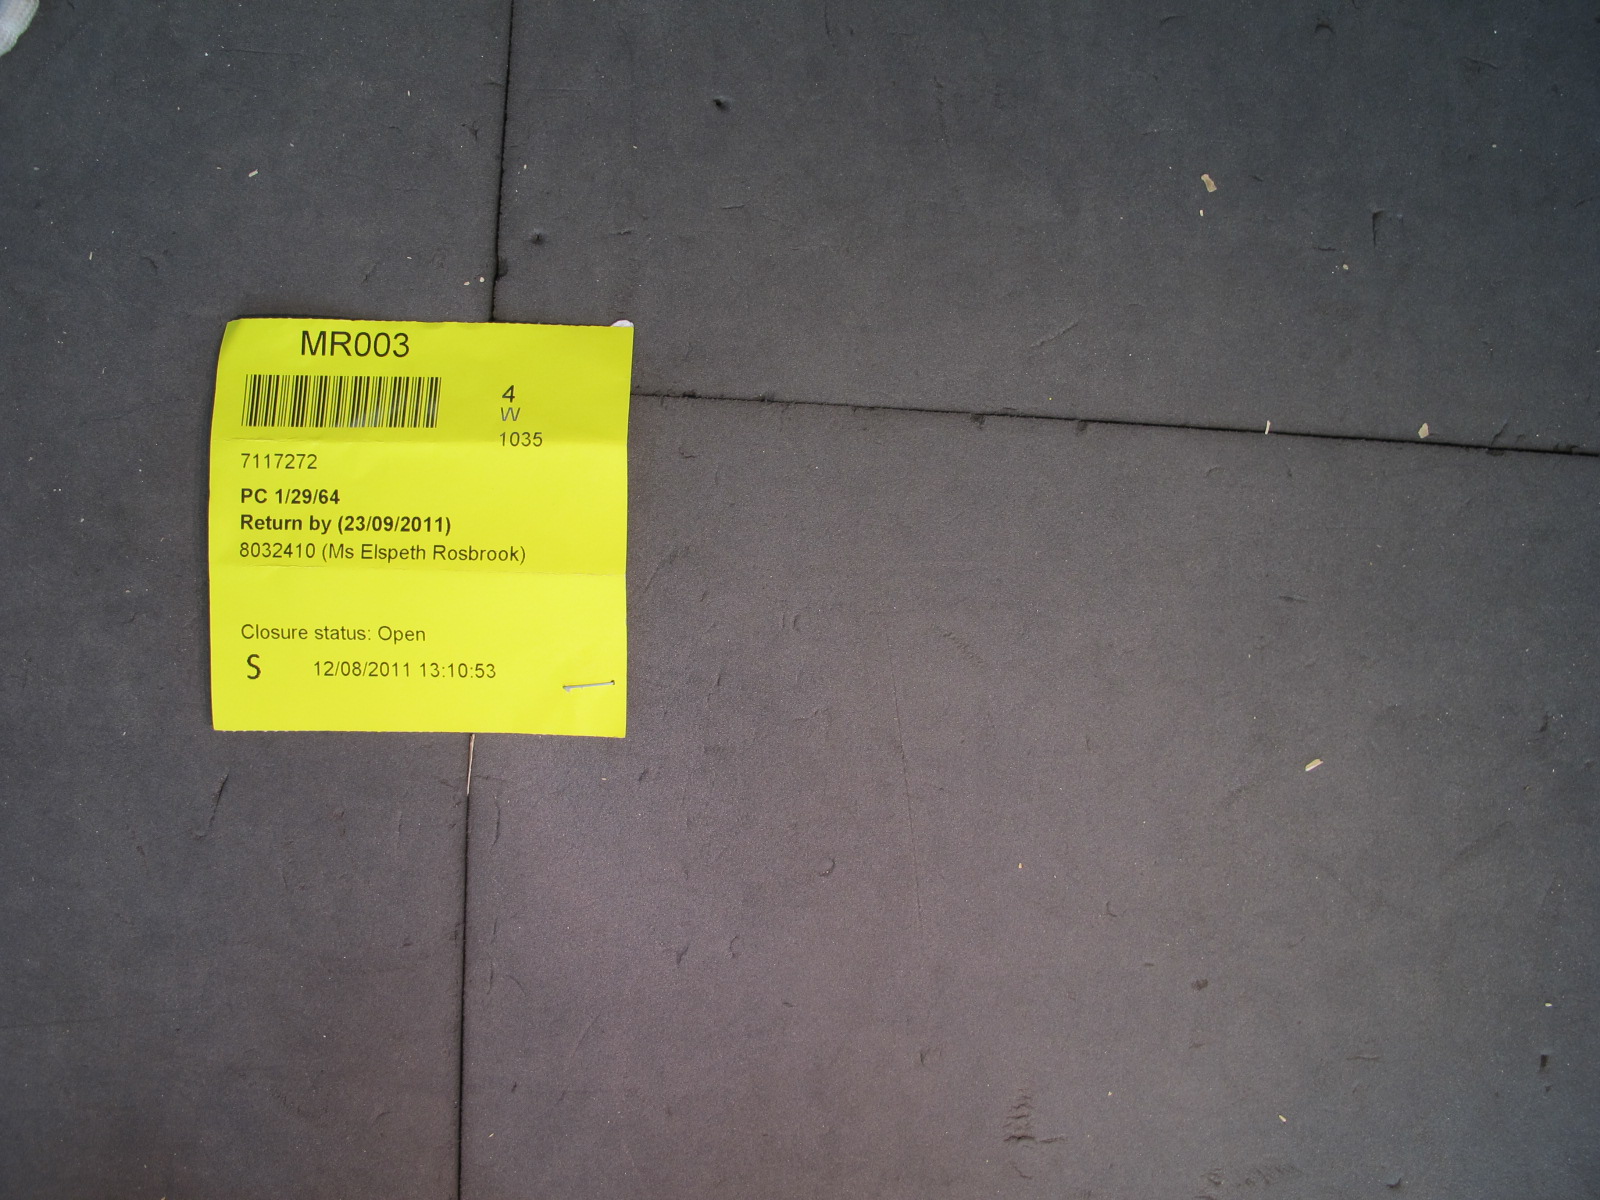 MR003
4
W
1035
7117272
PC 1/29/64
Return by (23/09/2011)
8032410 (Ms Elspeth Rosbrook)
Closure status: Open
S 12/08/2011 13:10:53